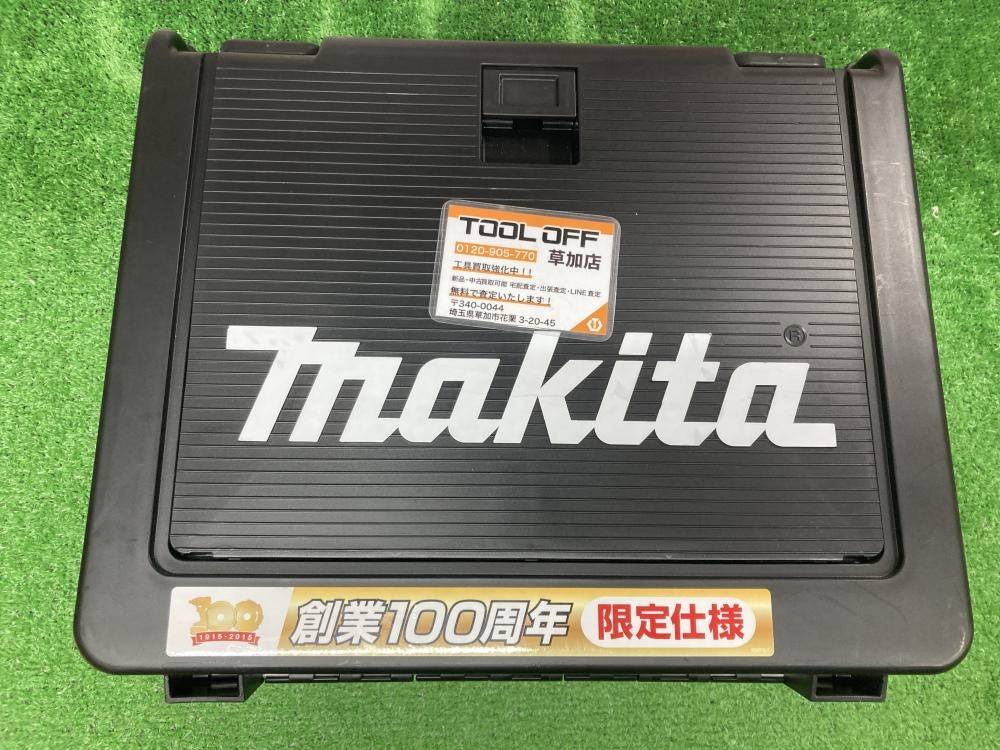 TOOL OFF
0120-905-770 草加店
工具買取強化中!!
新品・中古買取可能 宅配査定・出張査定・LINE査定
無料で査定いたします!
〒340-0044
埼玉県草加市花栗 3-20-45
makita®
100 創業100周年 限定仕様
1915-2015